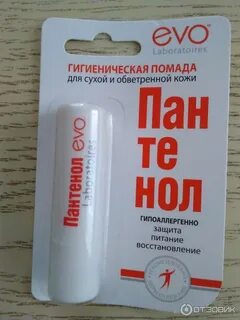 evo
Laboratoires
ГИГИЕНИЧЕСКАЯ ПОМАДА
для сухой и обветренной кожи
Пан
те
нол
ГИПОАЛЛЕРГЕННО
защита
питание
восстановление
Пантенол evo
Laboratoires
ОТЗОВИК